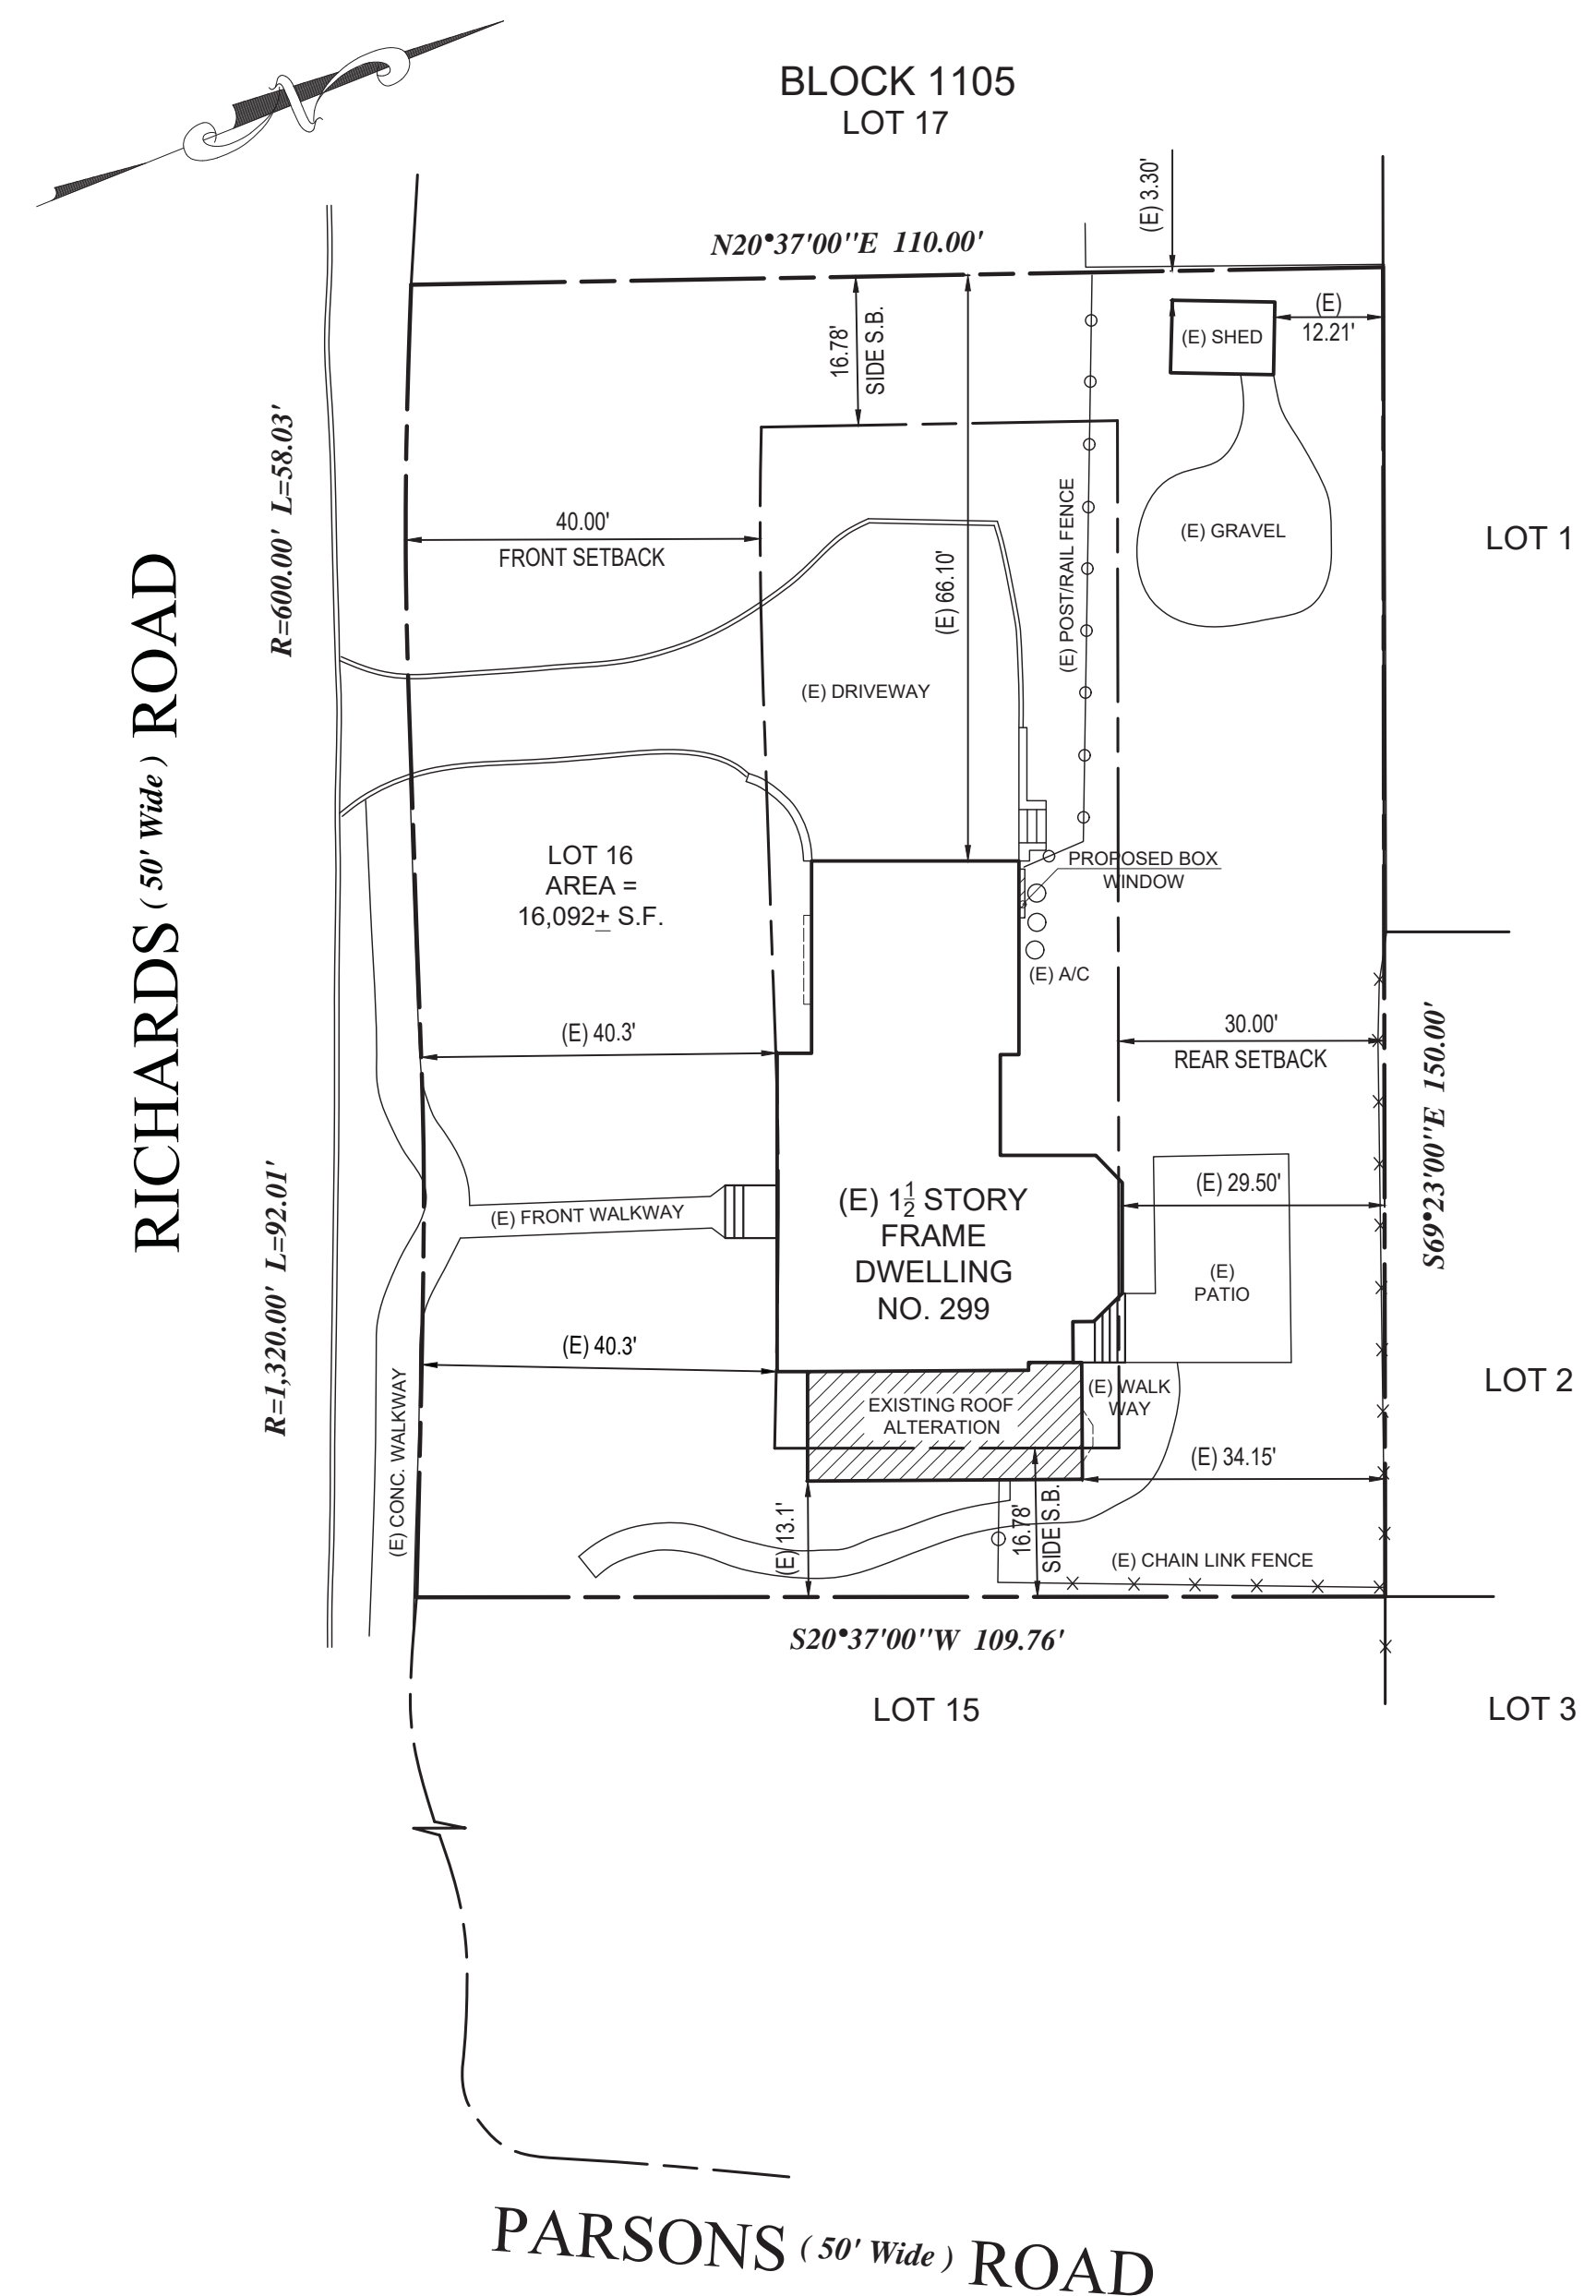 N
BLOCK 1105
LOT 17
(E) 3.30'
N20°37'00"E 110.00'
(E)
12.21'
(E) SHED
16.78'
SIDE S.B.
R=600.00' L=58.03'
40.00'
FRONT SETBACK
(E) 66.10'
(E) POST/RAIL FENCE
(E) GRAVEL
LOT 1
RICHARDS ( 50' Wide ) ROAD
(E) DRIVEWAY
LOT 16
AREA =
16,092± S.F.
PROPOSED BOX
WINDOW
(E) A/C
(E) 40.3'
30.00'
REAR SETBACK
S69°23'00"E 150.00'
R=1,320.00' L=92.01'
(E) FRONT WALKWAY
(E) 1 1/2 STORY
FRAME
DWELLING
NO. 299
(E) 29.50'
(E)
PATIO
(E) 40.3'
(E) CONC. WALKWAY
EXISTING ROOF
ALTERATION
(E) WALK
WAY
LOT 2
(E) 34.15'
(E) 13.1'
16.78'
SIDE S.B.
(E) CHAIN LINK FENCE
S20°37'00"W 109.76'
LOT 15
LOT 3
PARSONS ( 50' Wide ) ROAD